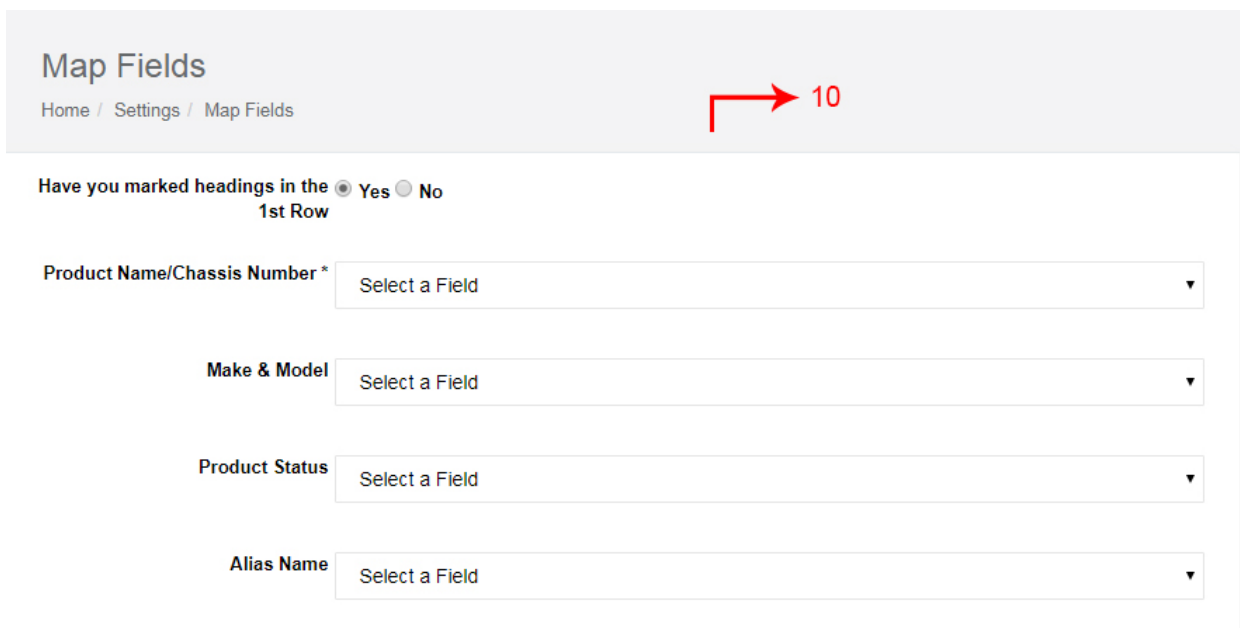 Map Fields
10
Home / Settings / Map Fields
Have you marked headings in the
1st Row
Yes No
Product Name/Chassis Number *
Select a Field
Make & Model
Select a Field
Product Status
Select a Field
Alias Name
Select a Field